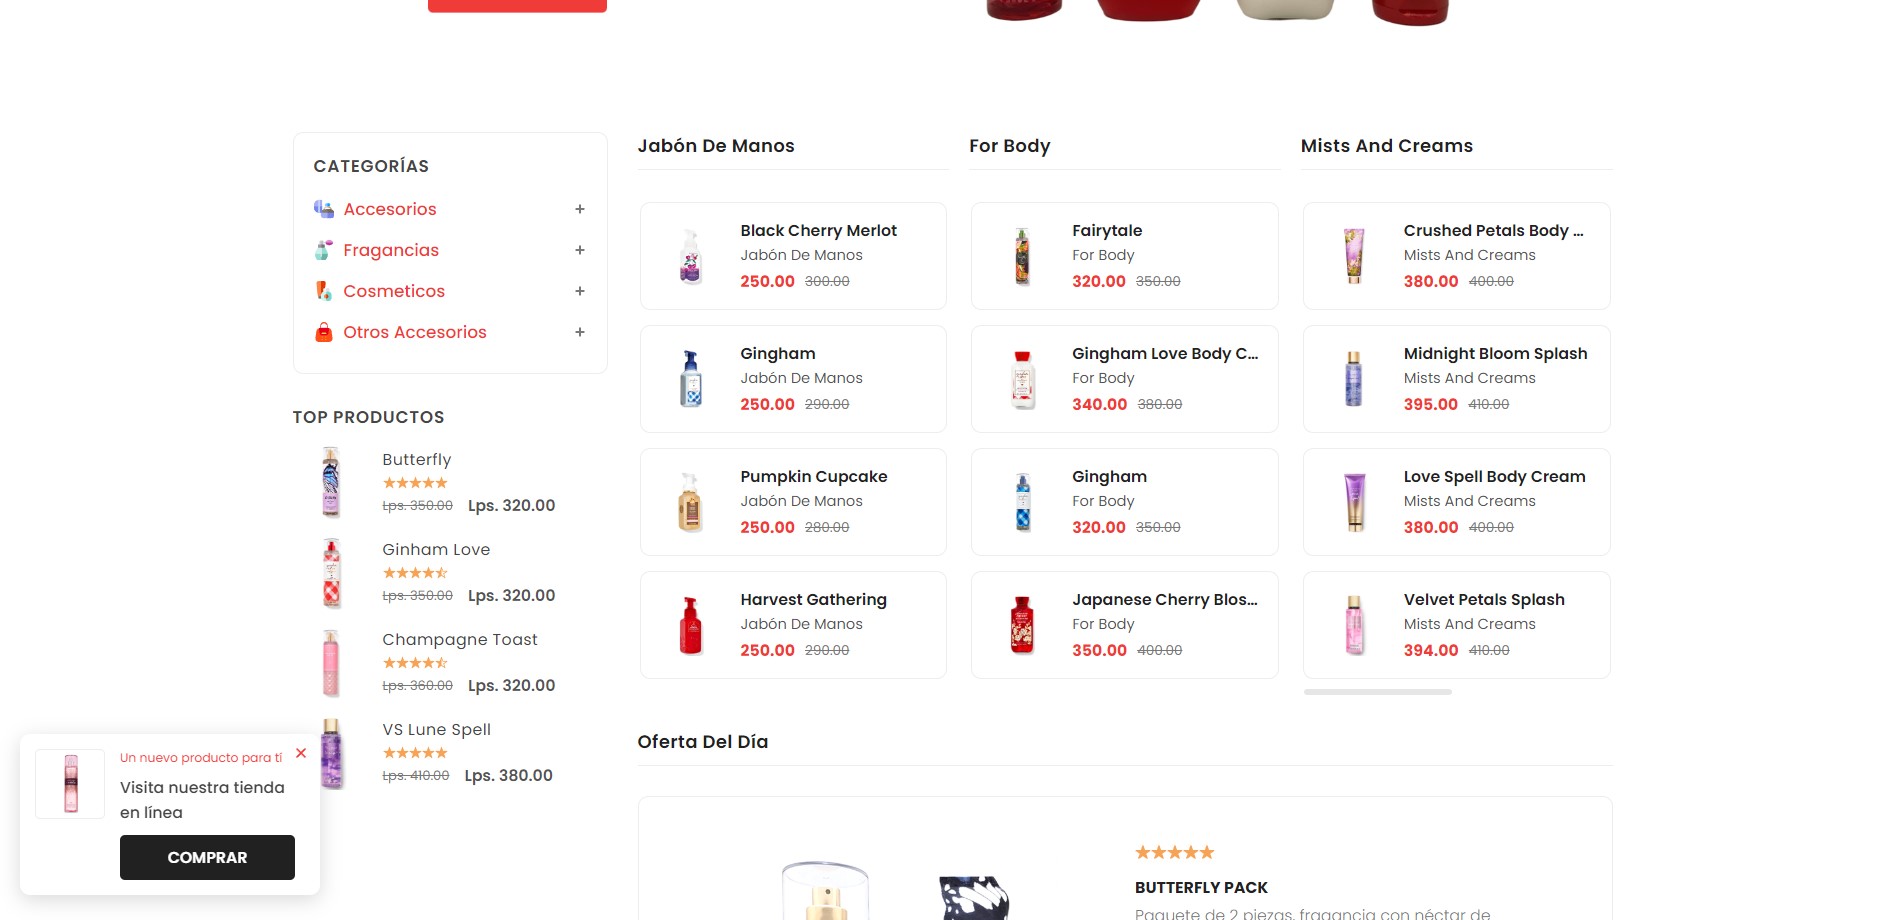 CATEGORÍAS
Accesorios +
Fragancias +
Cosmeticos +
Otros Accesorios +
TOP PRODUCTOS
Butterfly
Lps. 350.00 Lps. 320.00
Ginham Love
Lps. 350.00 Lps. 320.00
Champagne Toast
Lps. 360.00 Lps. 320.00
VS Lune Spell
Lps. 410.00 Lps. 380.00
Un nuevo producto para tí
Visita nuestra tienda
en línea
COMPRAR
Jabón De Manos
Black Cherry Merlot
Jabón De Manos
250.00 300.00
Gingham
Jabón De Manos
250.00 290.00
Pumpkin Cupcake
Jabón De Manos
250.00 280.00
Harvest Gathering
Jabón De Manos
250.00 290.00
For Body
Fairytale
For Body
320.00 350.00
Gingham Love Body C...
For Body
340.00 380.00
Gingham
For Body
320.00 350.00
Japanese Cherry Blos...
For Body
350.00 400.00
Mists And Creams
Crushed Petals Body ...
Mists And Creams
380.00 400.00
Midnight Bloom Splash
Mists And Creams
395.00 410.00
Love Spell Body Cream
Mists And Creams
380.00 400.00
Velvet Petals Splash
Mists And Creams
394.00 410.00
Oferta Del Día
BUTTERFLY PACK
Paquete de 2 piezas, fragancia con néctar de